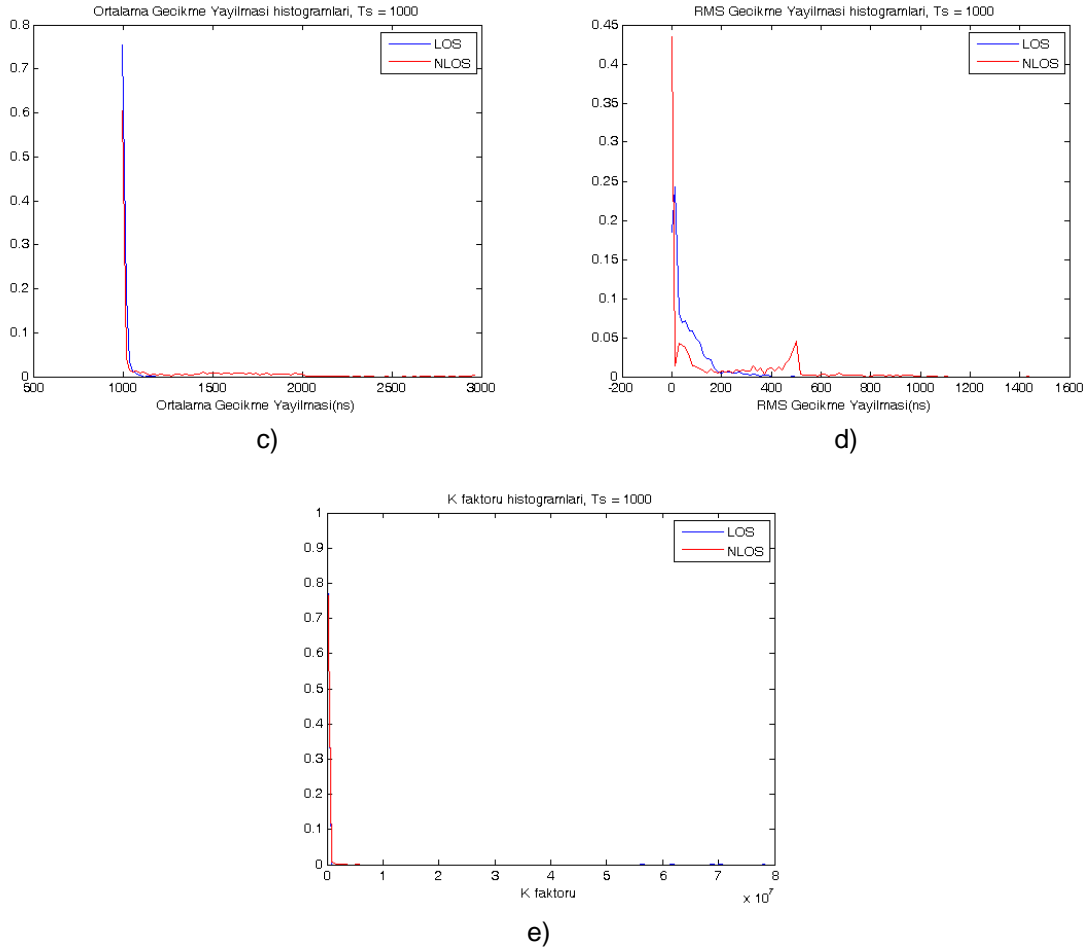 Ortalama Gecikme Yayilmasi histogramlari, Ts = 1000
0.8
0.7
0.6
0.5
0.4
0.3
0.2
0.1
0
LOS
NLOS
500 1000 1500 2000 2500 3000
Ortalama Gecikme Yayilmasi(ns)
c)
RMS Gecikme Yayilmasi histogramlari, Ts = 1000
0.45
0.4
0.35
0.3
0.25
0.2
0.15
0.1
0.05
0
LOS
NLOS
-200 0 200 400 600 800 1000 1200 1400 1600
RMS Gecikme Yayilmasi(ns)
d)
K faktoru histogramlari, Ts = 1000
1
0.9
0.8
0.7
0.6
0.5
0.4
0.3
0.2
0.1
0
LOS
NLOS
0 1 2 3 4 5 6 7 8
x 10^7
K faktoru
e)